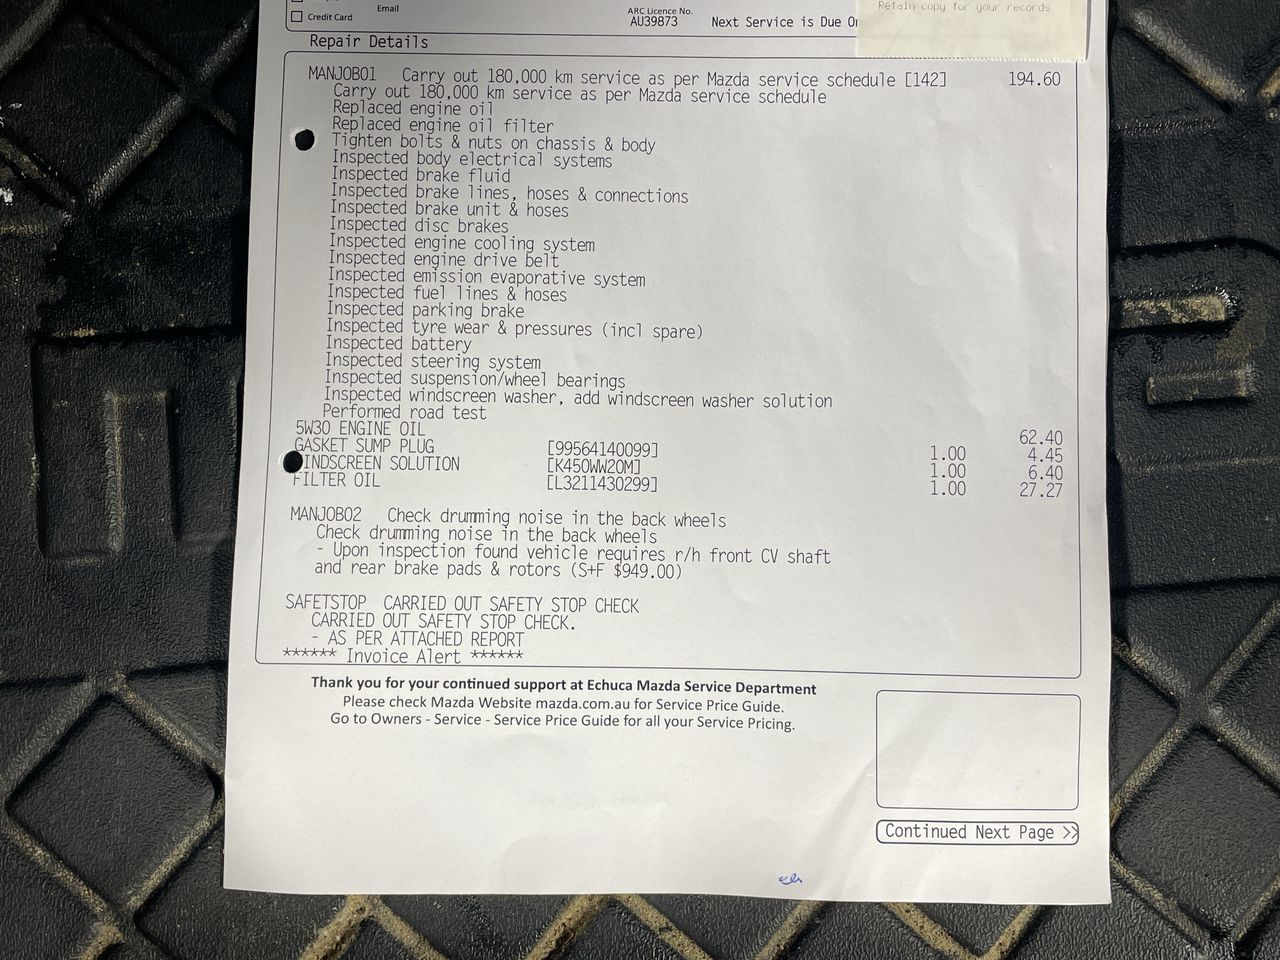 Email
Credit Card
ARC Licence No.
AU39873
Next Service is Due
Retain copy for your records
Repair Details
MANJOB01 Carry out 180,000 km service as per Mazda service schedule [142] 194.60
Carry out 180,000 km service as per Mazda service schedule
Replaced engine oil
Replaced engine oil filter
Tighten bolts & nuts on chassis & body
Inspected body electrical systems
Inspected brake fluid
Inspected brake lines, hoses & connections
Inspected brake unit & hoses
Inspected disc brakes
Inspected engine cooling system
Inspected engine drive belt
Inspected emission evaporative system
Inspected fuel lines & hoses
Inspected parking brake
Inspected tyre wear & pressures (incl spare)
Inspected battery
Inspected steering system
Inspected suspension/wheel bearings
Inspected windscreen washer, add windscreen washer solution
Performed road test
5W30 ENGINE OIL 62.40
GASKET SUMP PLUG [99564140099] 1.00 4.45
INDSCREEN SOLUTION [K450WW20M] 1.00 6.40
FILTER OIL [L3211430299] 1.00 27.27
MANJOB02 Check drumming noise in the back wheels
Check drumming noise in the back wheels
- Upon inspection found vehicle requires r/h front CV shaft
and rear brake pads & rotors (S+F $949.00)
SAFETSTOP CARRIED OUT SAFETY STOP CHECK
CARRIED OUT SAFETY STOP CHECK.
- AS PER ATTACHED REPORT
****** Invoice Alert ******
Thank you for your continued support at Echuca Mazda Service Department
Please check Mazda Website mazda.com.au for Service Price Guide.
Go to Owners - Service - Service Price Guide for all your Service Pricing.
Continued Next Page >>